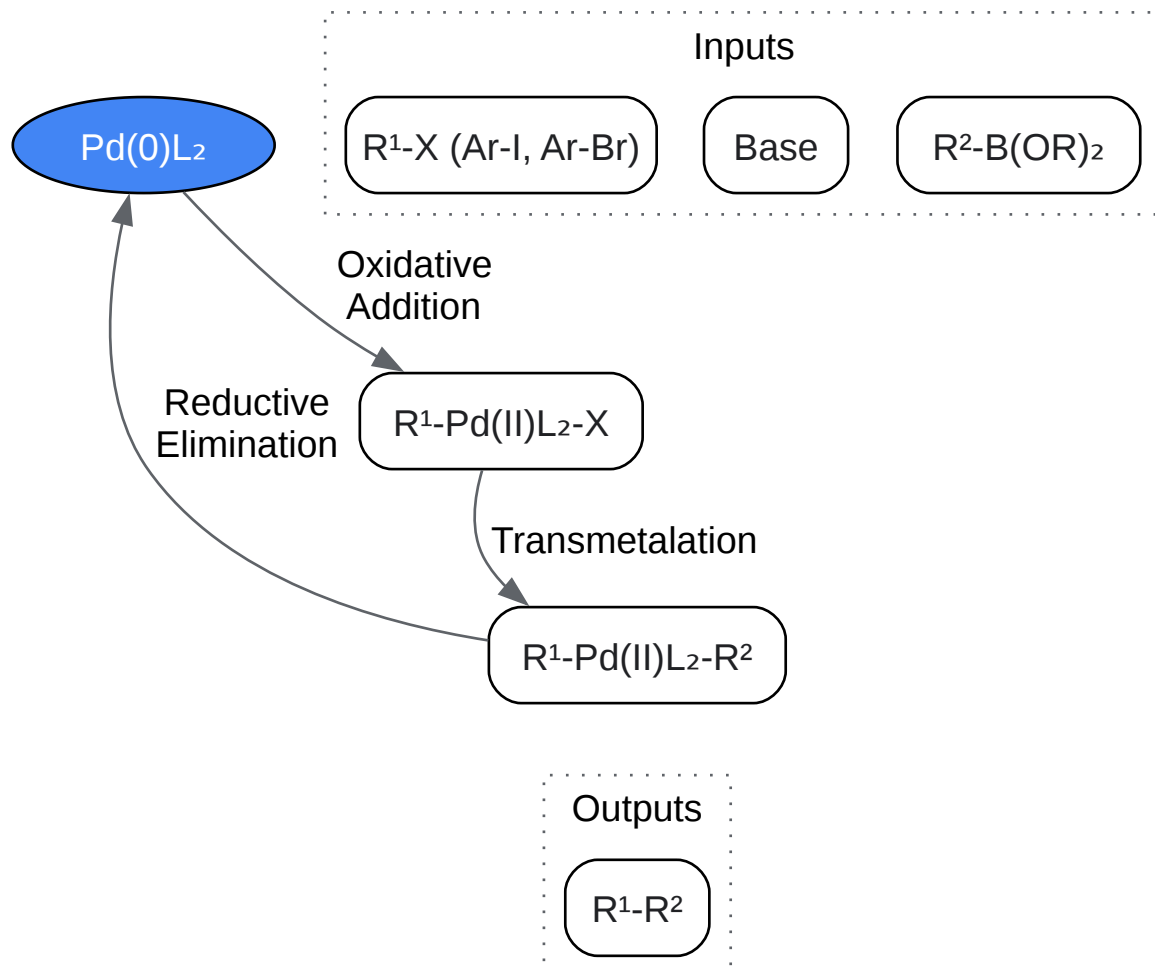 Inputs
Pd(0)L₂
R¹-X (Ar-I, Ar-Br)
Base
R²-B(OR)₂
Oxidative
Addition
Reductive
Elimination
R¹-Pd(II)L₂-X
Transmetalation
R¹-Pd(II)L₂-R²
Outputs
R¹-R²